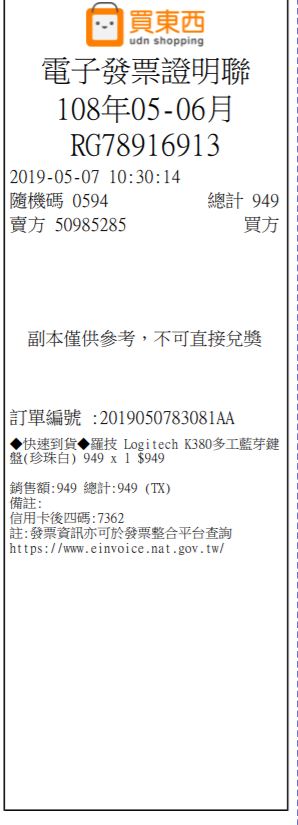 買東西
udn shopping
電子發票證明聯
108年05-06月
RG78916913
2019-05-07 10:30:14
隨機碼 0594 總計 949
賣方 50985285 買方
副本僅供參考，不可直接兌獎
訂單編號 :2019050783081AA
◆快速到貨◆羅技 Logitech K380多工藍芽鍵
盤(珍珠白) 949 x 1 $949
銷售額:949 總計:949 (TX)
備註:
信用卡後四碼:7362
註:發票資訊亦可於發票整合平台查詢
https://www.einvoice.nat.gov.tw/